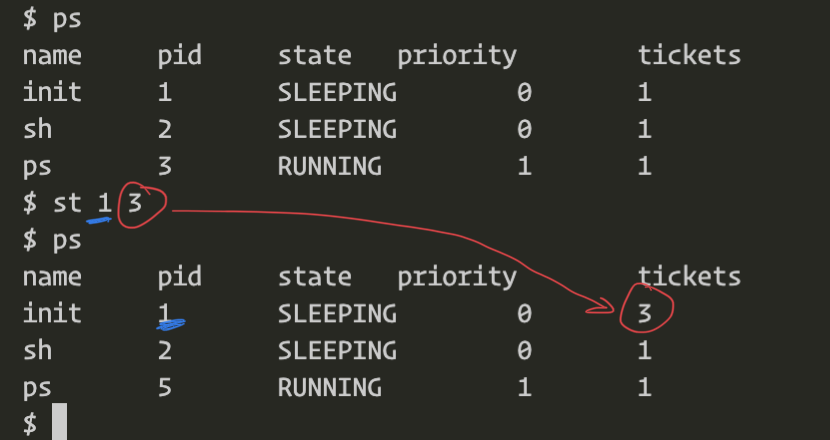 $ ps
name pid state priority tickets
init 1 SLEEPING 0 1
sh 2 SLEEPING 0 1
ps 3 RUNNING 1 1
$ st 1 3
$ ps
name pid state priority tickets
init 1 SLEEPING 0 3
sh 2 SLEEPING 0 1
ps 5 RUNNING 1 1
$